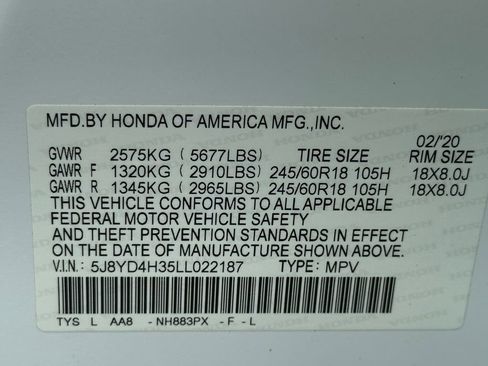 MFD.BY HONDA OF AMERICA MFG.,INC.
02/'20
GVWR 2575KG ( 5677LBS) TIRE SIZE RIM SIZE
GAWR F 1320KG (2910LBS) 245/60R18 105H 18X8.0J
GAWR R 1345KG (2965LBS) 245/60R18 105H 18X8.0J
THIS VEHICLE CONFORMS TO ALL APPLICABLE
FEDERAL MOTOR VEHICLE SAFETY
AND THEFT PREVENTION STANDARDS IN EFFECT
ON THE DATE OF MANUFACTURE SHOWN ABOVE.
V.I.N.: 5J8YD4H35LL022187 TYPE: MPV
TYS L AA8 - NH883PX - F - L